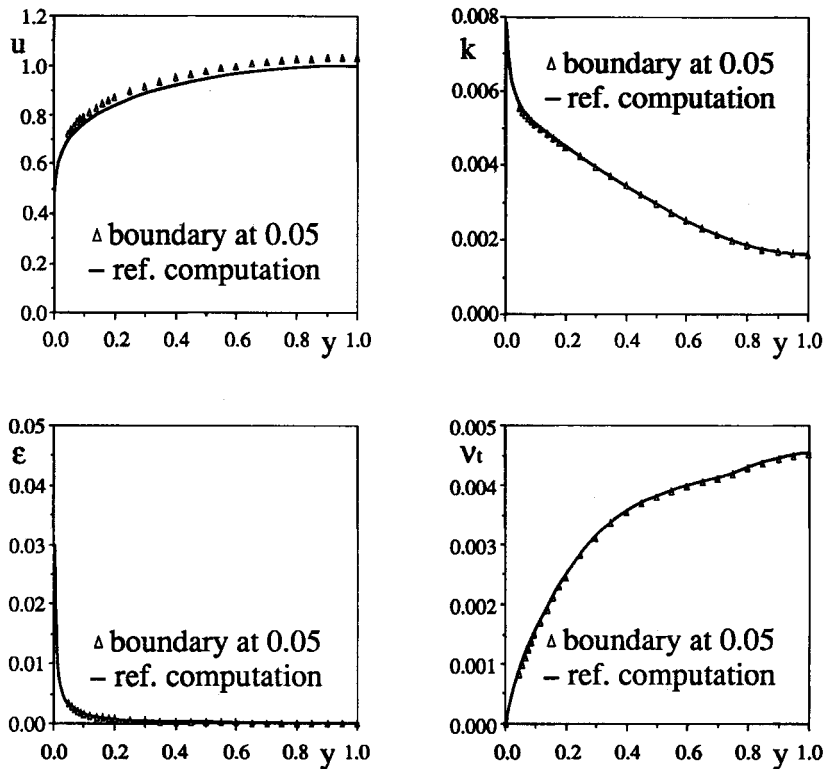 1.2
u
1.0
0.8
0.6
0.4
0.2
0.0
▵ boundary at 0.05
– ref. computation
0.0 0.2 0.4 0.6 0.8 y 1.0
0.008
k
0.006
0.004
0.002
0.000
▵ boundary at 0.05
– ref. computation
0.0 0.2 0.4 0.6 0.8 y 1.0
0.05
ε
0.04
0.03
0.02
0.01
0.00
▵ boundary at 0.05
– ref. computation
0.0 0.2 0.4 0.6 0.8 y 1.0
0.005
νt
0.004
0.003
0.002
0.001
0.000
▵ boundary at 0.05
– ref. computation
0.0 0.2 0.4 0.6 0.8 y 1.0